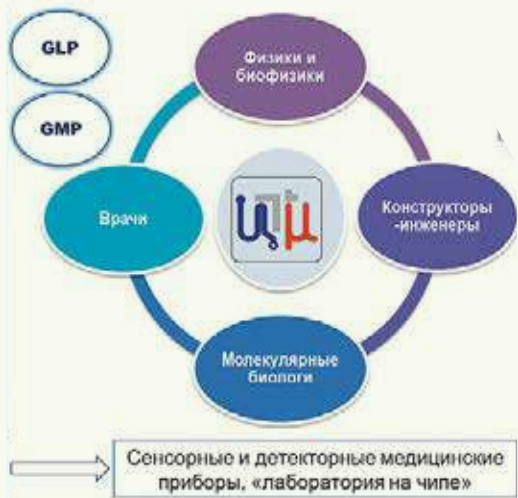 GLP
GMP
Физики и
биофизики
Врачи
Конструкторы
-инженеры
Молекулярные
биологи
Сенсорные и детекторные медицинские
приборы, «лаборатория на чипе»